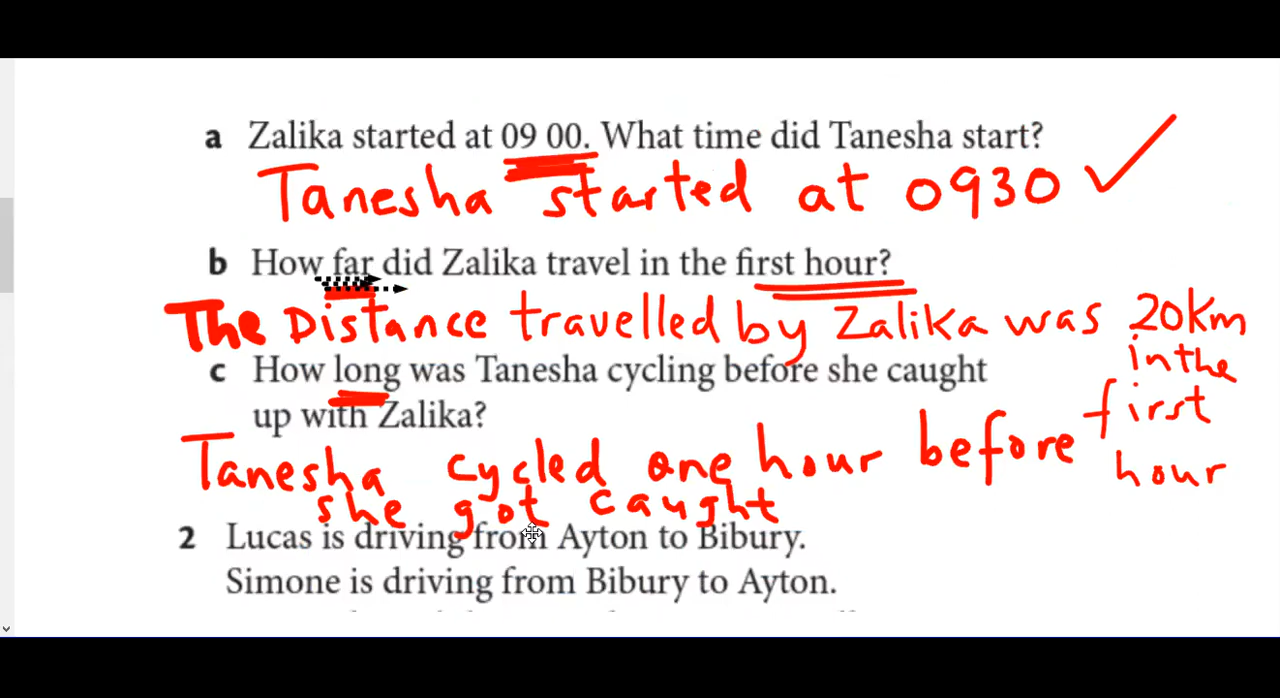 a Zalika started at 09 00. What time did Tanesha start?
Tanesha started at 0930 ✓
b How far did Zalika travel in the first hour?
The Distance travelled by Zalika was 20km
in the
first
hour
c How long was Tanesha cycling before she caught
up with Zalika?
Tanesha cycled one hour before
she got caught
2 Lucas is driving from Ayton to Bibury.
Simone is driving from Bibury to Ayton.